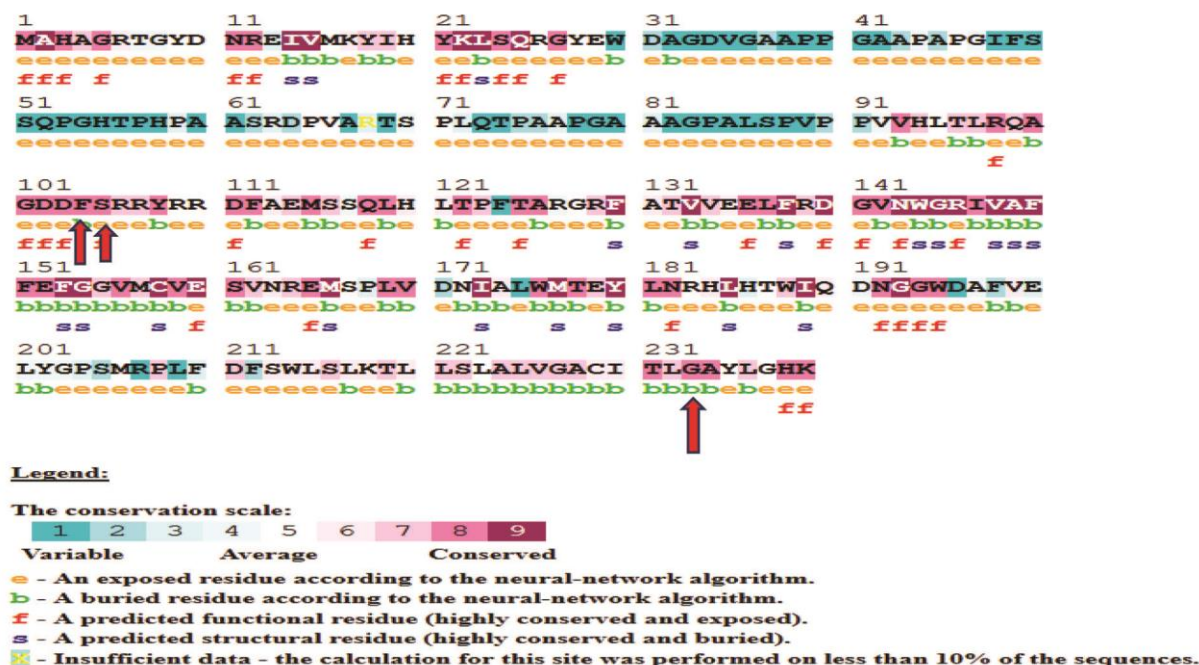 1 11 21 31 41
MAHAGRTGYD NREIVMKYIH YKLSQRGYEW DAGDVGAAPP GAAPAPGIFS
eeeeeeeeee eeebbbebbe eebeeeeeeb ebeeeeeeee eeeeeeeeee
fff f ff ss ffsff f
51 61 71 81 91
SQPGHTPHPA ASRDPVARTS PLQTPAAPGA AAGPALSPVP PVVHLTLRQA
eeeeeeeeee eeeeeeeeee eeeeeeeeee eeeeeeeeee eebeebbeeb
f
101 111 121 131 141
GDDFSRRYRR DFAEMSSQLH LTPFTARGRF ATVVEELFRD GVNWGRIVAF
eebbeebbee ebebbebbbb
fff f f f f f s s f s f f fssf sss
151 161 171 181 191
FEFGGVMCVE SVNREMSPLV DNIALWMTEY LNRHLHTWIQ DNGGWDAFVE
bbbbbbbbbe bbeeebeebb beeebeebbe eeeeeeebbe
ss s f fs s s s f s s ffff
201 211 221 231
LYGPSMRPLF DFSWLSLKTL LSLALVGACI TLGAYLGHK
bbeeeeeeeb eeeeeebeeb bbbbbbbbbb bbbbebeee
ff
Legend:
The conservation scale:
1 2 3 4 5 6 7 8 9
Variable Average Conserved
e - An exposed residue according to the neural-network algorithm.
b - A buried residue according to the neural-network algorithm.
f - A predicted functional residue (highly conserved and exposed).
s - A predicted structural residue (highly conserved and buried).
X - Insufficient data - the calculation for this site was performed on less than 10% of the sequences.